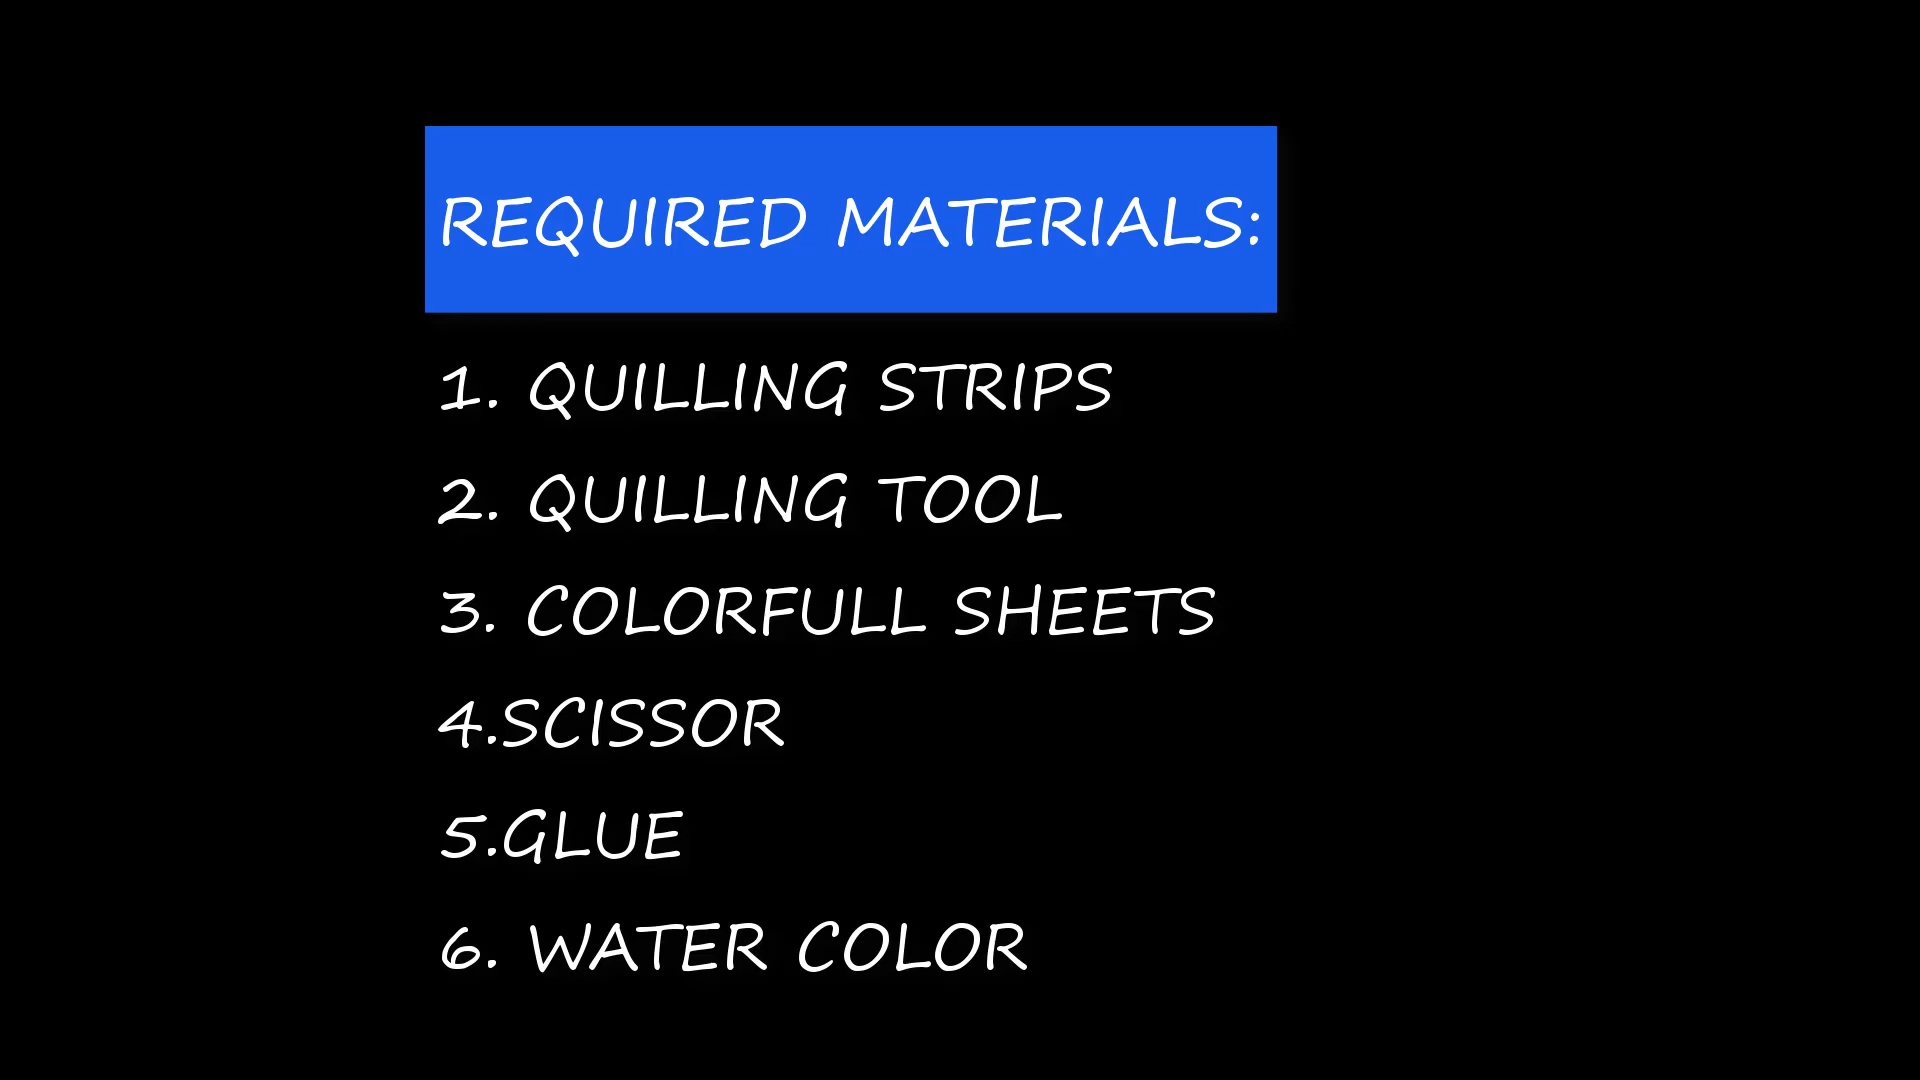 REQUIRED MATERIALS:
1. QUILLING STRIPS
2. QUILLING TOOL
3. COLORFULL SHEETS
4.SCISSOR
5.GLUE
6. WATER COLOR